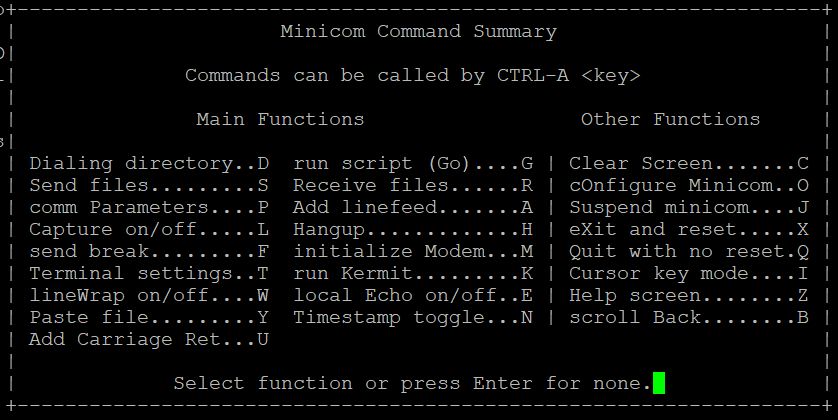 Minicom Command Summary
Commands can be called by CTRL-A <key>
Main Functions Other Functions
Dialing directory..D run script (Go)....G | Clear Screen.......C
Send files.........S Receive files......R | cOnfigure Minicom..O
comm Parameters....P Add linefeed.......A | Suspend minicom....J
Capture on/off.....L Hangup.............H | eXit and reset.....X
send break.........F initialize Modem...M | Quit with no reset.Q
Terminal settings..T run Kermit.........K | Cursor key mode....I
lineWrap on/off....W local Echo on/off..E | Help screen........Z
Paste file.........Y Timestamp toggle...N | scroll Back........B
Add Carriage Ret...U
Select function or press Enter for none.